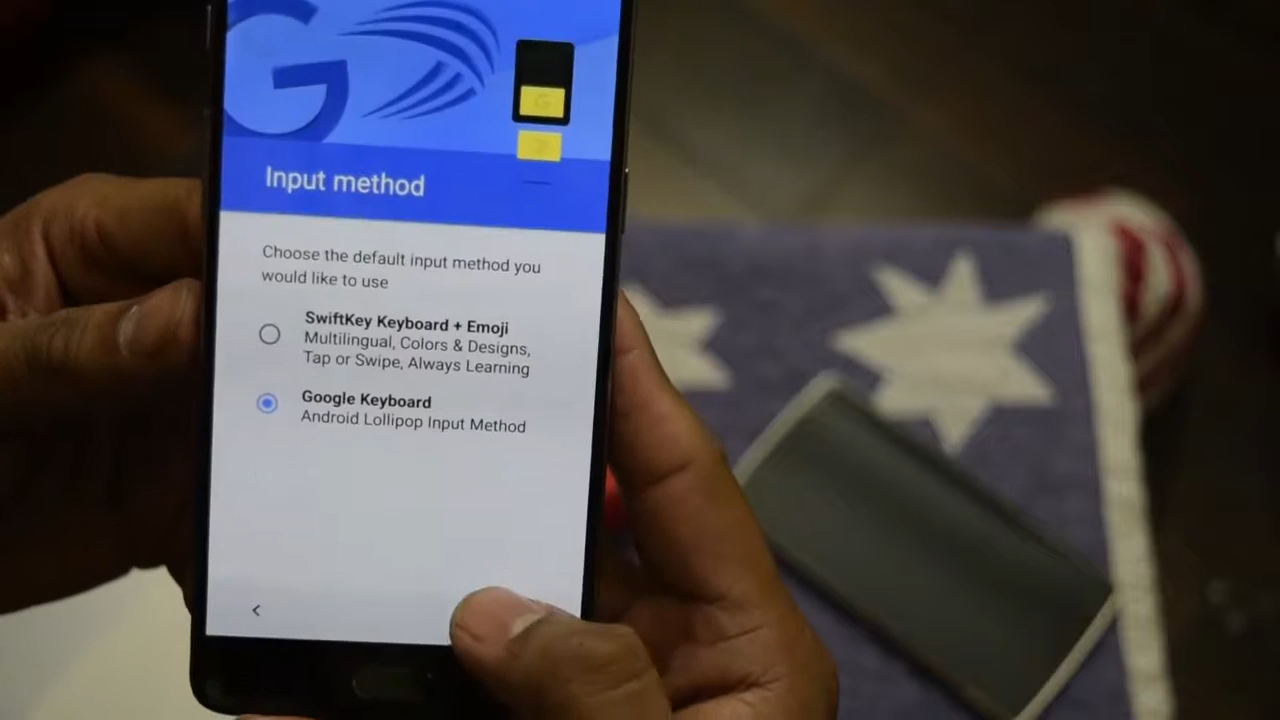 G
Input method
Choose the default input method you
would like to use
SwiftKey Keyboard + Emoji
Multilingual, Colors & Designs,
Tap or Swipe, Always Learning
Google Keyboard
Android Lollipop Input Method